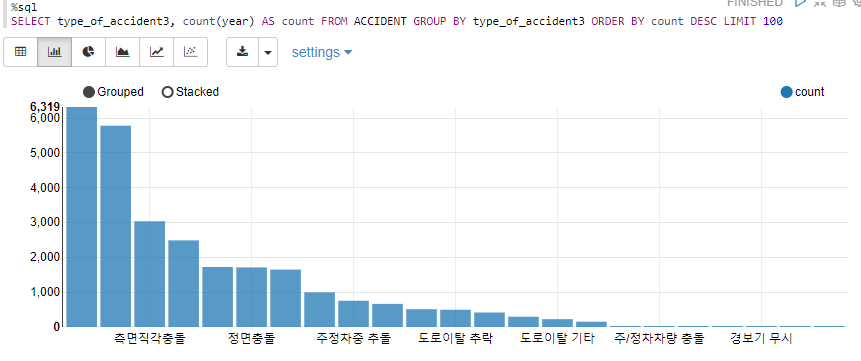 FINISHED
%sql
SELECT type_of_accident3, count(year) AS count FROM ACCIDENT GROUP BY type_of_accident3 ORDER BY count DESC LIMIT 100
settings
Grouped Stacked count
6,319
6,000
5,000
4,000
3,000
2,000
1,000
0
측면직각충돌 정면충돌 주정차중 추돌 도로이탈 추락 도로이탈 기타 주/정차차량 충돌 경보기 무시